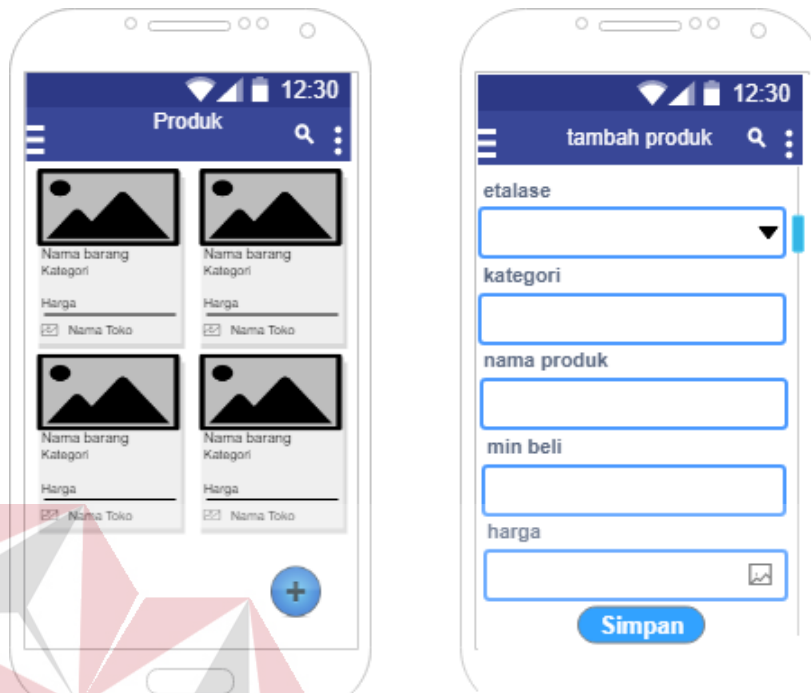 12:30
Produk
Nama barang
Kategori
Harga
Nama Toko
Nama barang
Kategori
Harga
Nama Toko
Nama barang
Kategori
Harga
Nama Toko
Nama barang
Kategori
Harga
Nama Toko
12:30
tambah produk
etalase
kategori
nama produk
min beli
harga
Simpan